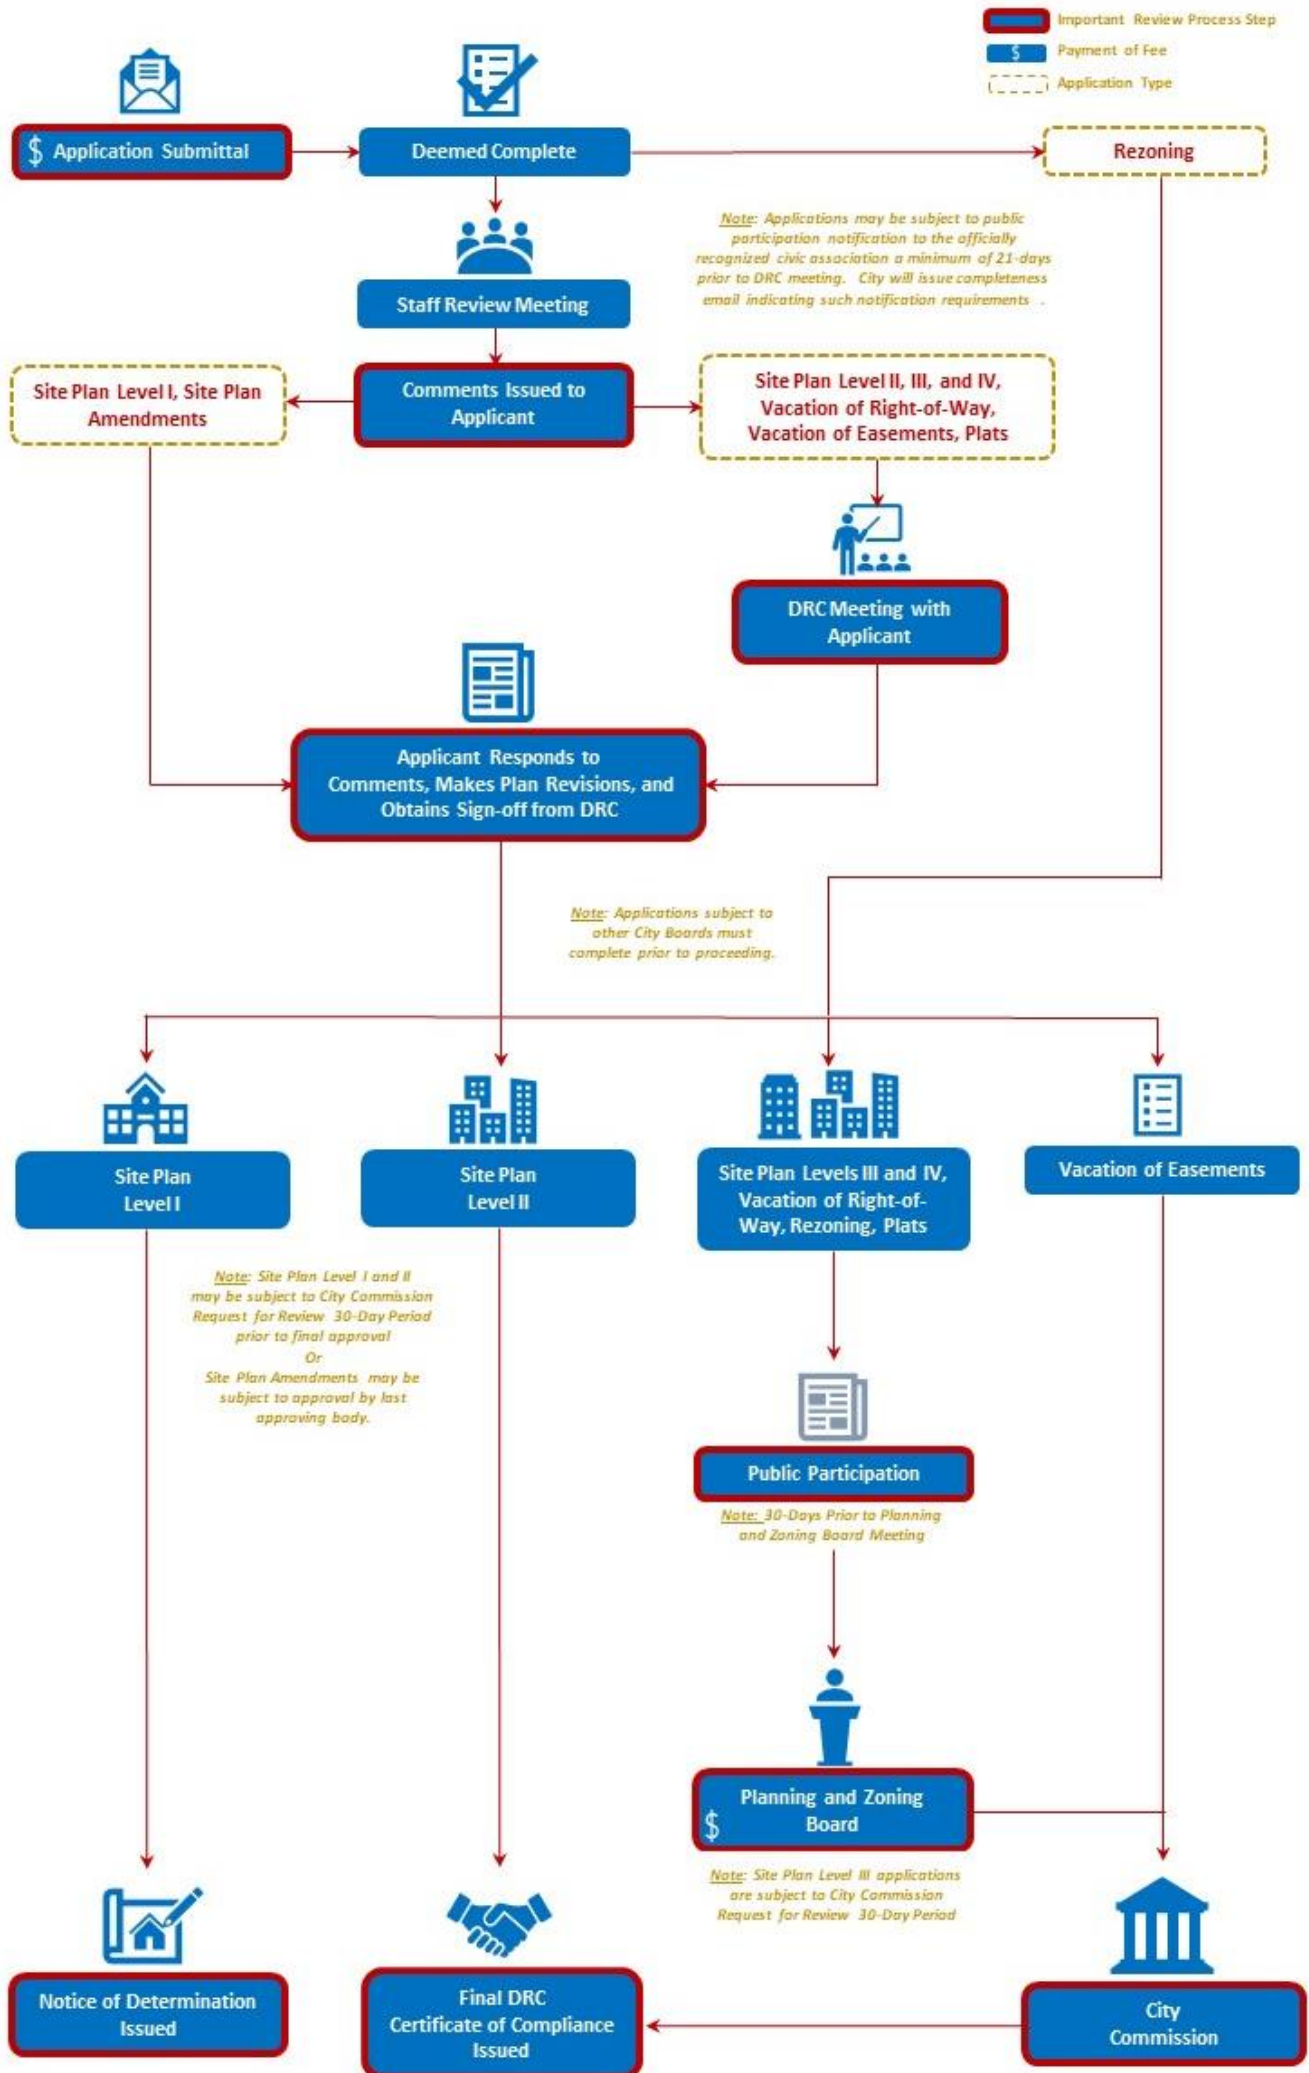 Important Review Process Step
$ Payment of Fee
Application Type
$ Application Submittal
Deemed Complete
Rezoning
Note: Applications may be subject to public
participation notification to the officially
recognized civic association a minimum of 21-days
prior to DRC meeting. City will issue completeness
email indicating such notification requirements .
Staff Review Meeting
Site Plan Level I, Site Plan
Amendments
Comments Issued to
Applicant
Site Plan Level II, III, and IV,
Vacation of Right-of-Way,
Vacation of Easements, Plats
DRC Meeting with
Applicant
Applicant Responds to
Comments, Makes Plan Revisions, and
Obtains Sign-off from DRC
Note: Applications subject to
other City Boards must
complete prior to proceeding.
Site Plan
Level I
Site Plan
Level II
Site Plan Levels III and IV,
Vacation of Right-of-
Way, Rezoning, Plats
Vacation of Easements
Note: Site Plan Level I and II
may be subject to City Commission
Request for Review 30-Day Period
prior to final approval
Or
Site Plan Amendments may be
subject to approval by last
approving body.
Public Participation
Note: 30-Days Prior to Planning
and Zoning Board Meeting
Planning and Zoning
$ Board
Note: Site Plan Level III applications
are subject to City Commission
Request for Review 30-Day Period
Notice of Determination
Issued
Final DRC
Certificate of Compliance
Issued
City
Commission